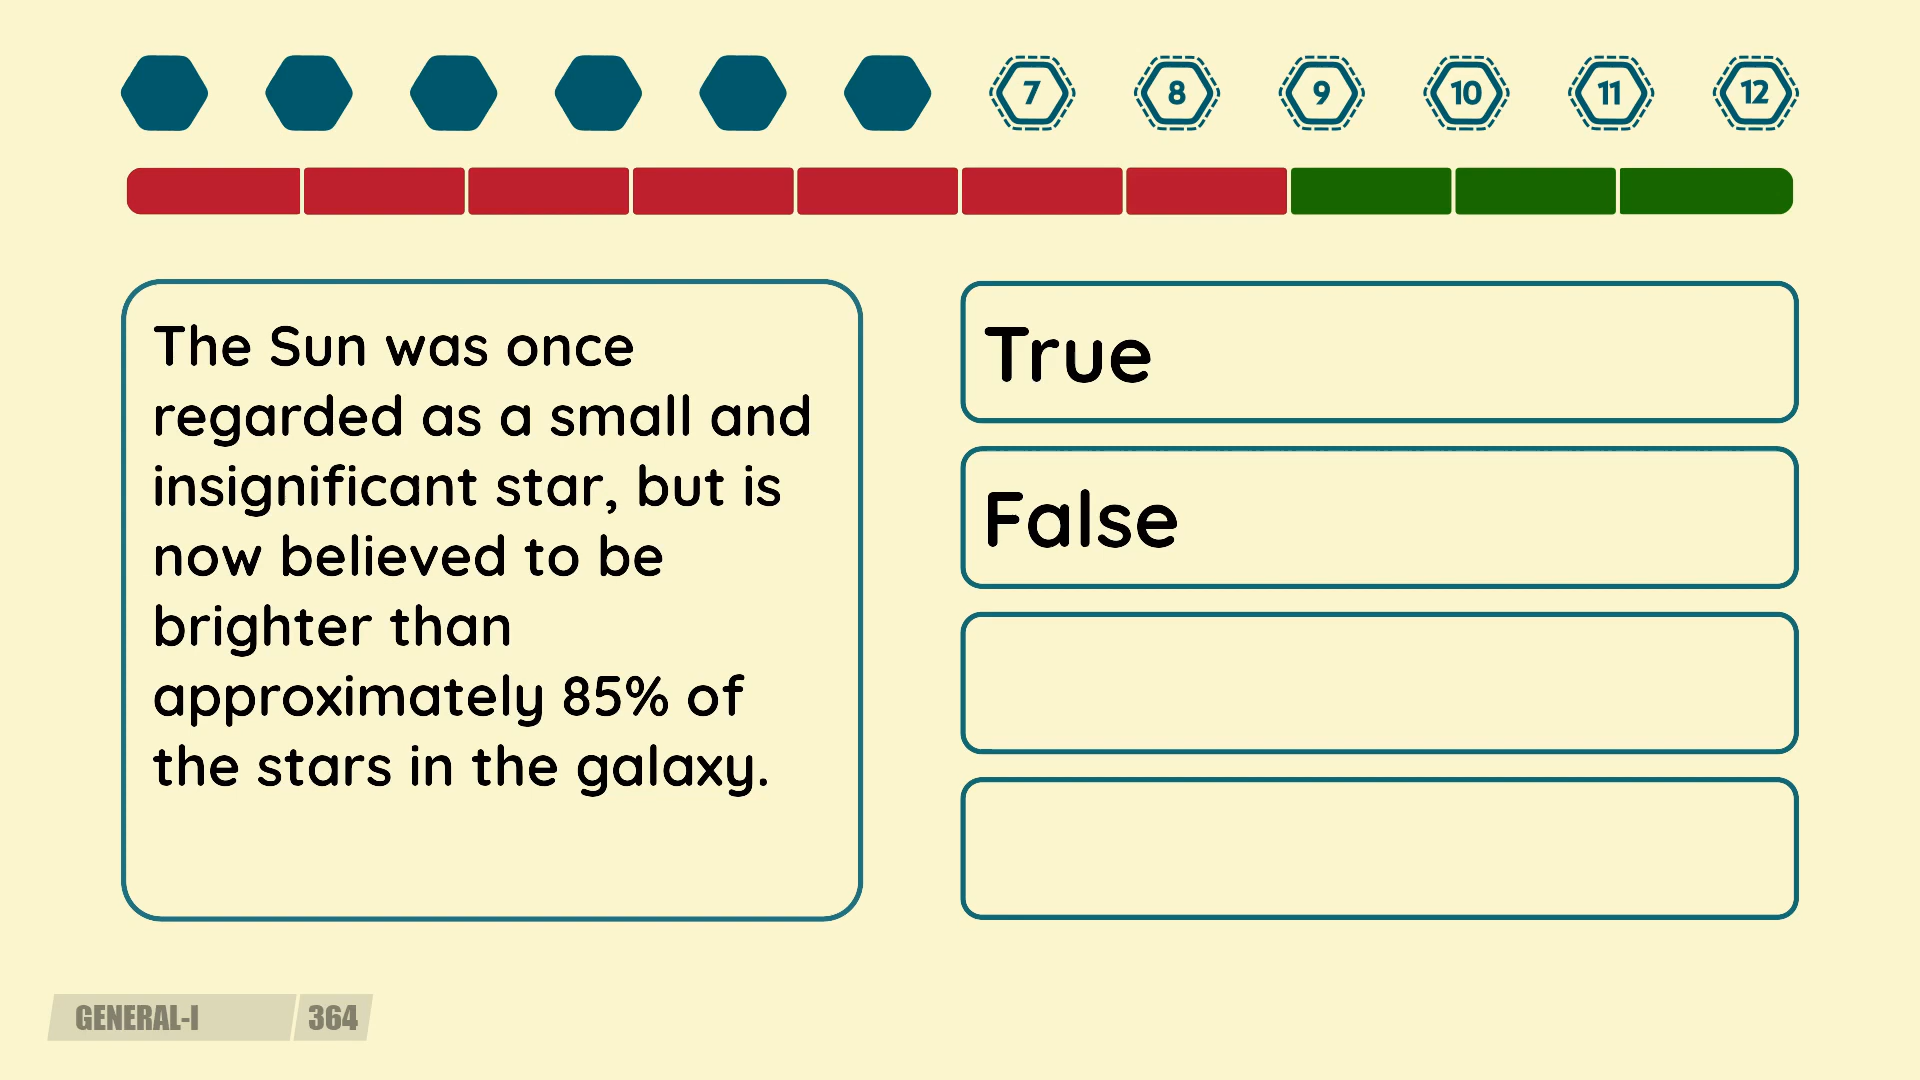 7 8 9 10 11 12
The Sun was once
regarded as a small and
insignificant star, but is
now believed to be
brighter than
approximately 85% of
the stars in the galaxy.
True
False
GENERAL-I 364